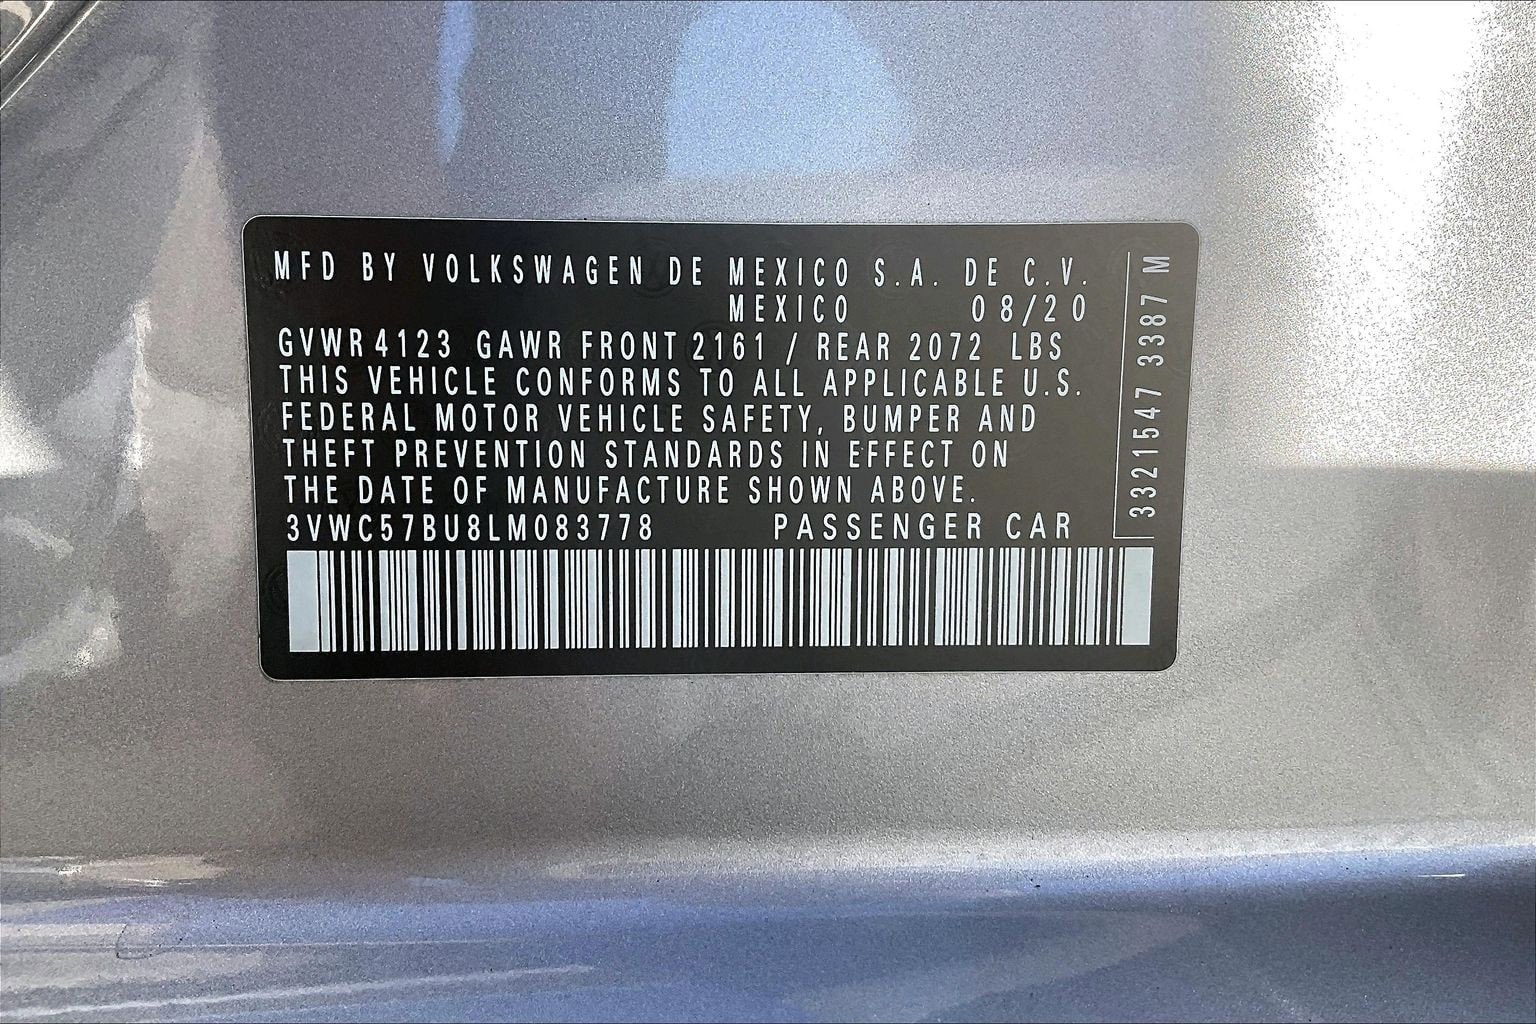 MFD BY VOLKSWAGEN DE MEXICO S.A. DE C.V.
MEXICO 08/20
GVWR 4123 GAWR FRONT 2161 / REAR 2072 LBS
THIS VEHICLE CONFORMS TO ALL APPLICABLE U.S.
FEDERAL MOTOR VEHICLE SAFETY, BUMPER AND
THEFT PREVENTION STANDARDS IN EFFECT ON
THE DATE OF MANUFACTURE SHOWN ABOVE.
3VWC57BU8LM083778 PASSENGER CAR
3321547 3387 M